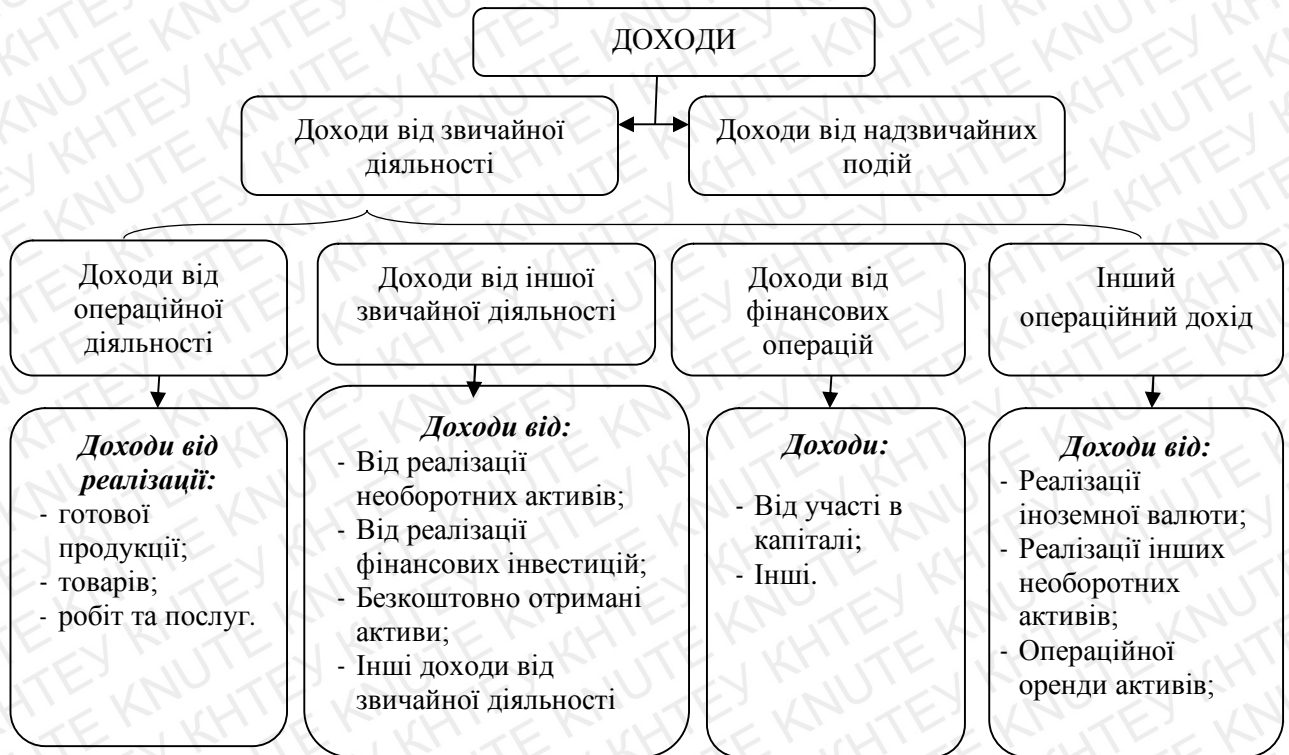 ДОХОДИ
Доходи від звичайної
діяльності
Доходи від надзвичайних
подій
Доходи від
операційної
діяльності
Доходи від іншої
звичайної діяльності
Доходи від
фінансових
операцій
Інший
операційний дохід
Доходи від
реалізації:
- готової
продукції;
- товарів;
- робіт та послуг.
Доходи від:
- Від реалізації
необоротних активів;
- Від реалізації
фінансових інвестицій;
- Безкоштовно отримані
активи;
- Інші доходи від
звичайної діяльності
Доходи:
- Від участі в
капіталі;
- Інші.
Доходи від:
- Реалізації
іноземної валюти;
- Реалізації інших
необоротних
активів;
- Операційної
оренди активів;